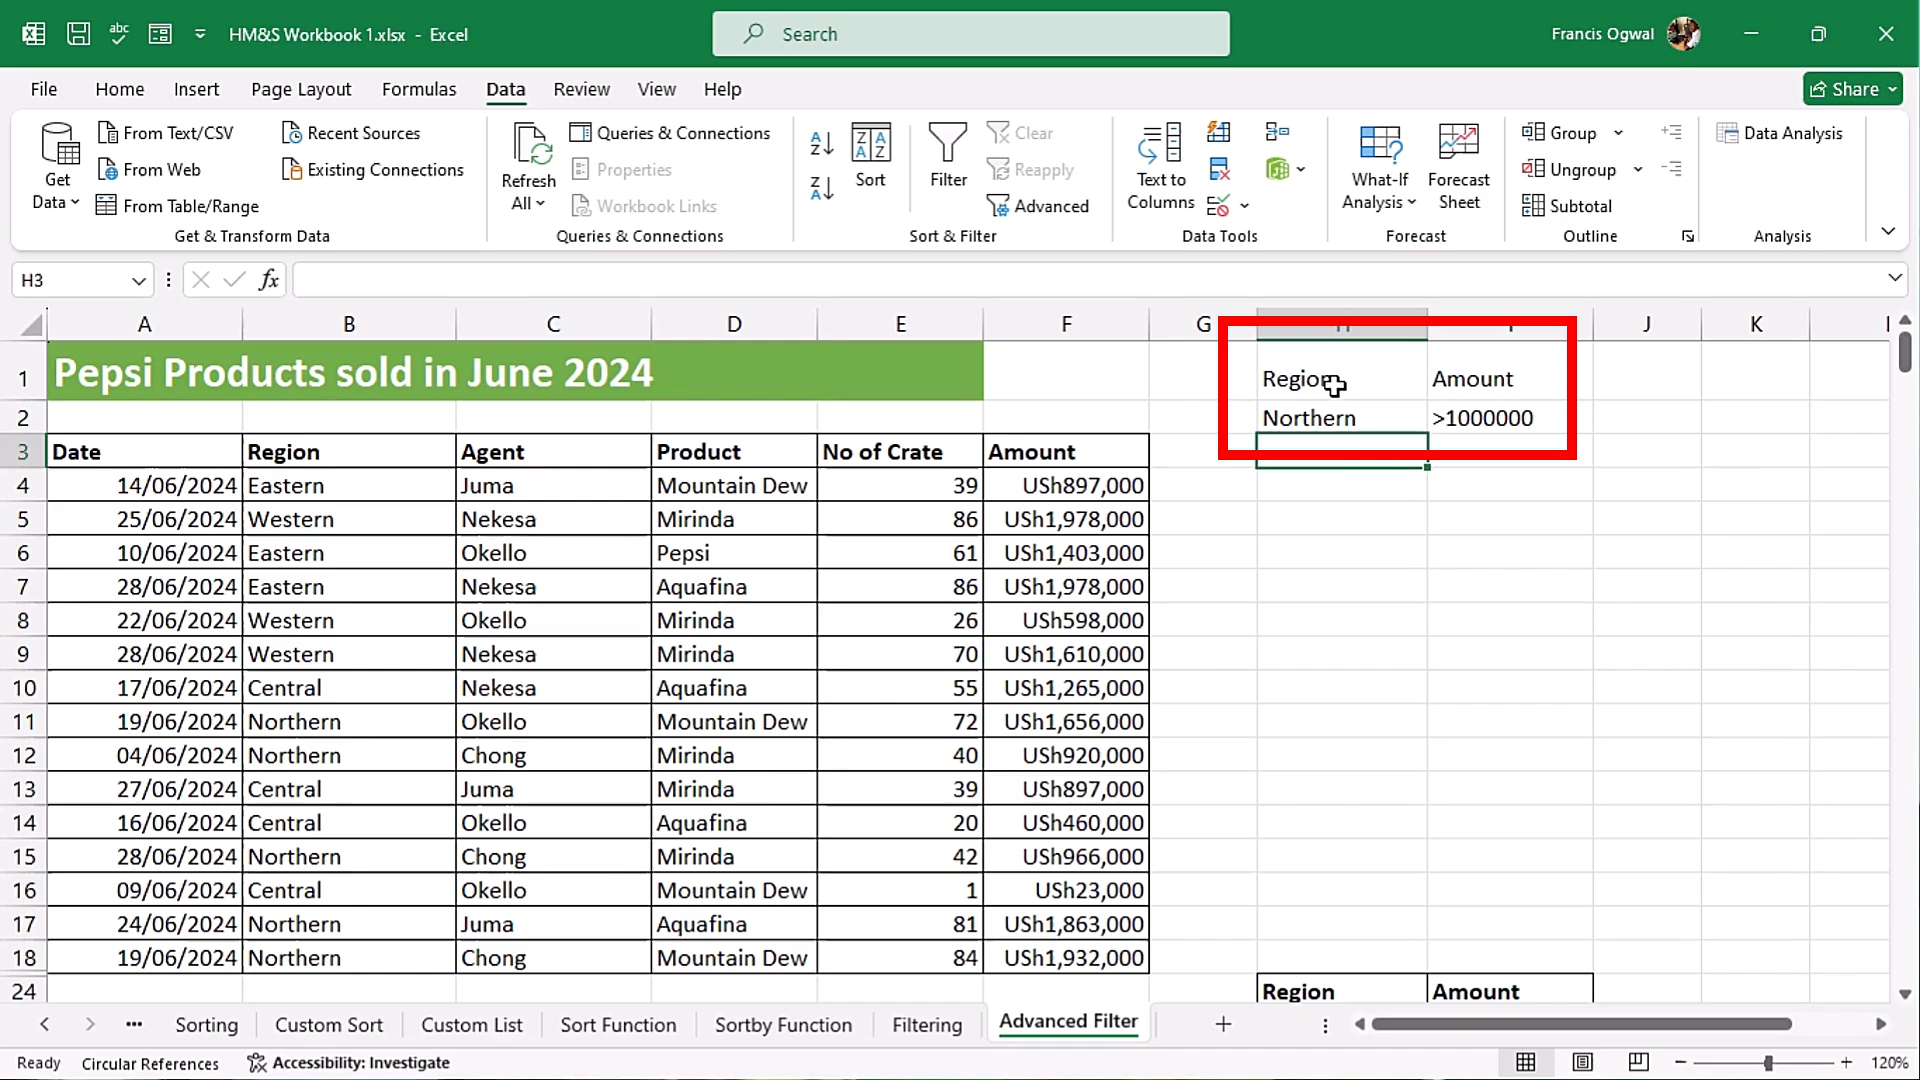 HM&S Workbook 1.xlsx - Excel
Search
Francis Ogwal
File Home Insert Page Layout Formulas Data Review View Help
Share
Get Data
From Text/CSV
From Web
From Table/Range
Recent Sources
Existing Connections
Get & Transform Data
Refresh All
Queries & Connections
Properties
Workbook Links
Queries & Connections
Sort
Filter
Clear
Reapply
Advanced
Sort & Filter
Text to Columns
Data Tools
What-If Analysis
Forecast Sheet
Forecast
Group
Ungroup
Subtotal
Outline
Data Analysis
Analysis
H3
fx
A B C D E F G J K
1 Pepsi Products sold in June 2024 Region Amount
2 Northern >1000000
3 Date Region Agent Product No of Crate Amount
4 14/06/2024 Eastern Juma Mountain Dew 39 USh897,000
5 25/06/2024 Western Nekesa Mirinda 86 USh1,978,000
6 10/06/2024 Eastern Okello Pepsi 61 USh1,403,000
7 28/06/2024 Eastern Nekesa Aquafina 86 USh1,978,000
8 22/06/2024 Western Okello Mirinda 26 USh598,000
9 28/06/2024 Western Nekesa Mirinda 70 USh1,610,000
10 17/06/2024 Central Nekesa Aquafina 55 USh1,265,000
11 19/06/2024 Northern Okello Mountain Dew 72 USh1,656,000
12 04/06/2024 Northern Chong Mirinda 40 USh920,000
13 27/06/2024 Central Juma Mirinda 39 USh897,000
14 16/06/2024 Central Okello Aquafina 20 USh460,000
15 28/06/2024 Northern Chong Mirinda 42 USh966,000
16 09/06/2024 Central Okello Mountain Dew 1 USh23,000
17 24/06/2024 Northern Juma Aquafina 81 USh1,863,000
18 19/06/2024 Northern Chong Mountain Dew 84 USh1,932,000
24 Region Amount
Sorting Custom Sort Custom List Sort Function Sortby Function Filtering Advanced Filter
Ready Circular References Accessibility: Investigate 120%